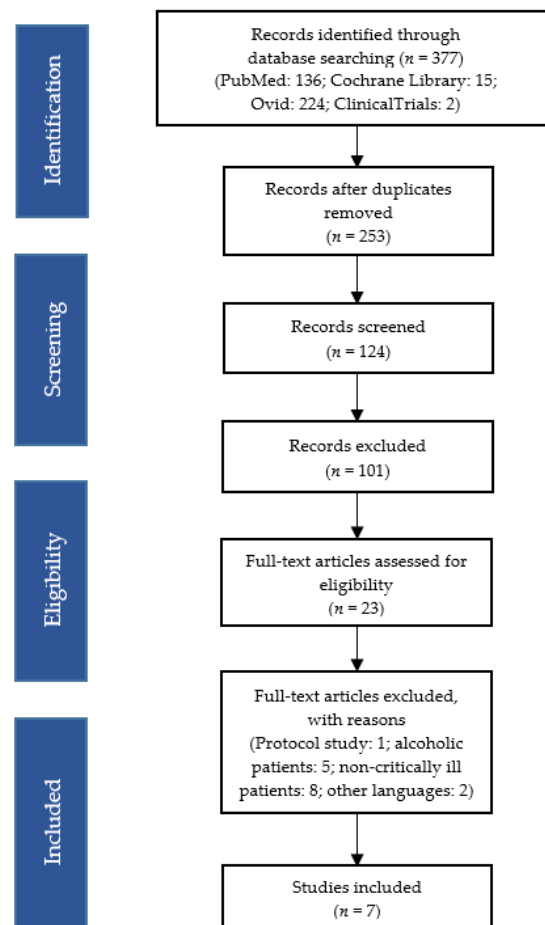 Identification
Records identified through
database searching (n = 377)
(PubMed: 136; Cochrane Library: 15;
Ovid: 224; ClinicalTrials: 2)
Records after duplicates
removed
(n = 253)
Screening
Records screened
(n = 124)
Records excluded
(n = 101)
Eligibility
Full-text articles assessed for
eligibility
(n = 23)
Full-text articles excluded,
with reasons
(Protocol study: 1; alcoholic
patients: 5; non-critically ill
patients: 8; other languages: 2)
Included
Studies included
(n = 7)